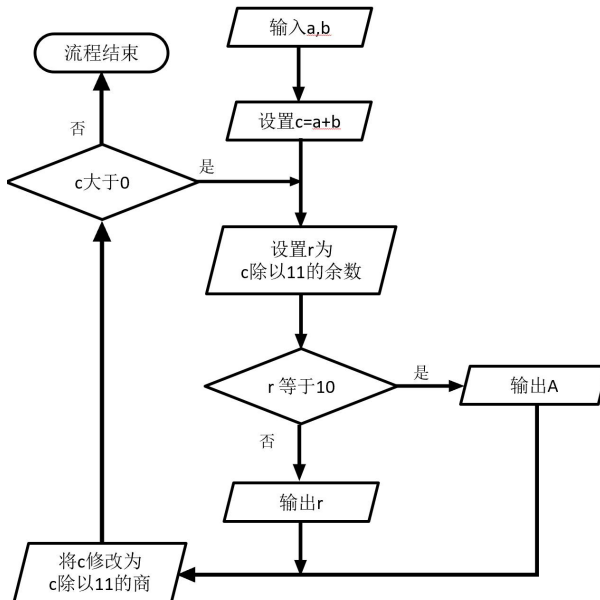 输入a,b
流程结束
设置c=a+b
否
是
c大于0
设置r为
c除以11的余数
r 等于10
是
输出A
否
输出r
将c修改为
c除以11的商